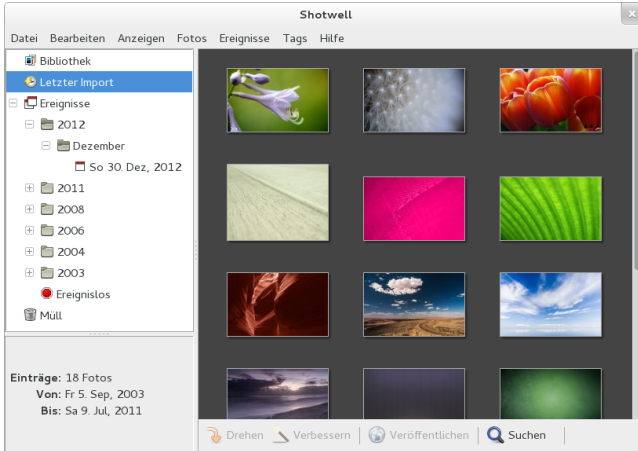 Shotwell
Datei Bearbeiten Anzeigen Fotos Ereignisse Tags Hilfe
Bibliothek
Letzter Import
Ereignisse
2012
Dezember
So 30. Dez, 2012
2011
2008
2006
2004
2003
Ereignislos
Müll
Einträge: 18 Fotos
Von: Fr 5. Sep, 2003
Bis: Sa 9. Jul, 2011
Drehen Verbessern Veröffentlichen Suchen